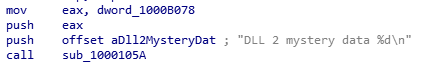 mov eax, dword_1000B078
push eax
push offset aDll2MysteryDat ; "DLL 2 mystery data %d\n"
call sub_1000105A